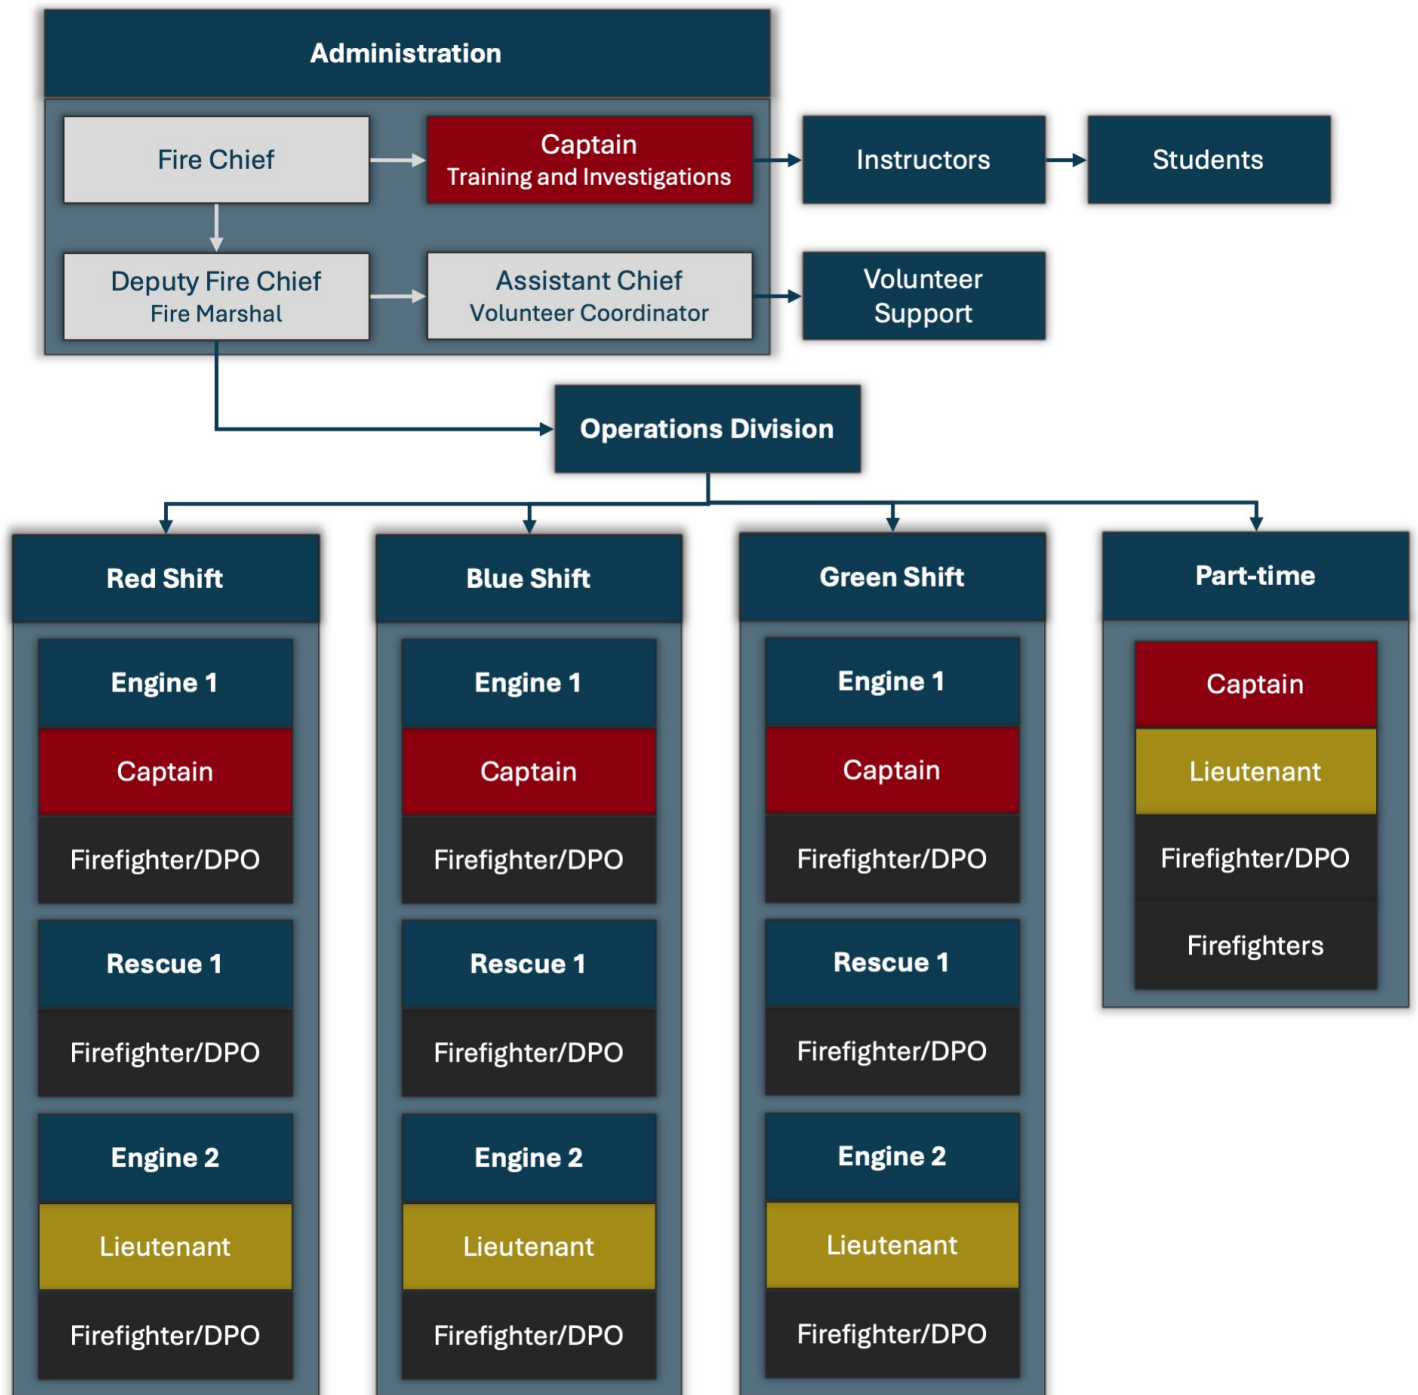 Administration
Fire Chief
Captain
Training and Investigations
Instructors
Students
Deputy Fire Chief
Fire Marshal
Assistant Chief
Volunteer Coordinator
Volunteer
Support
Operations Division
Red Shift
Engine 1
Captain
Firefighter/DPO
Rescue 1
Firefighter/DPO
Engine 2
Lieutenant
Firefighter/DPO
Blue Shift
Engine 1
Captain
Firefighter/DPO
Rescue 1
Firefighter/DPO
Engine 2
Lieutenant
Firefighter/DPO
Green Shift
Engine 1
Captain
Firefighter/DPO
Rescue 1
Firefighter/DPO
Engine 2
Lieutenant
Firefighter/DPO
Part-time
Captain
Lieutenant
Firefighter/DPO
Firefighters